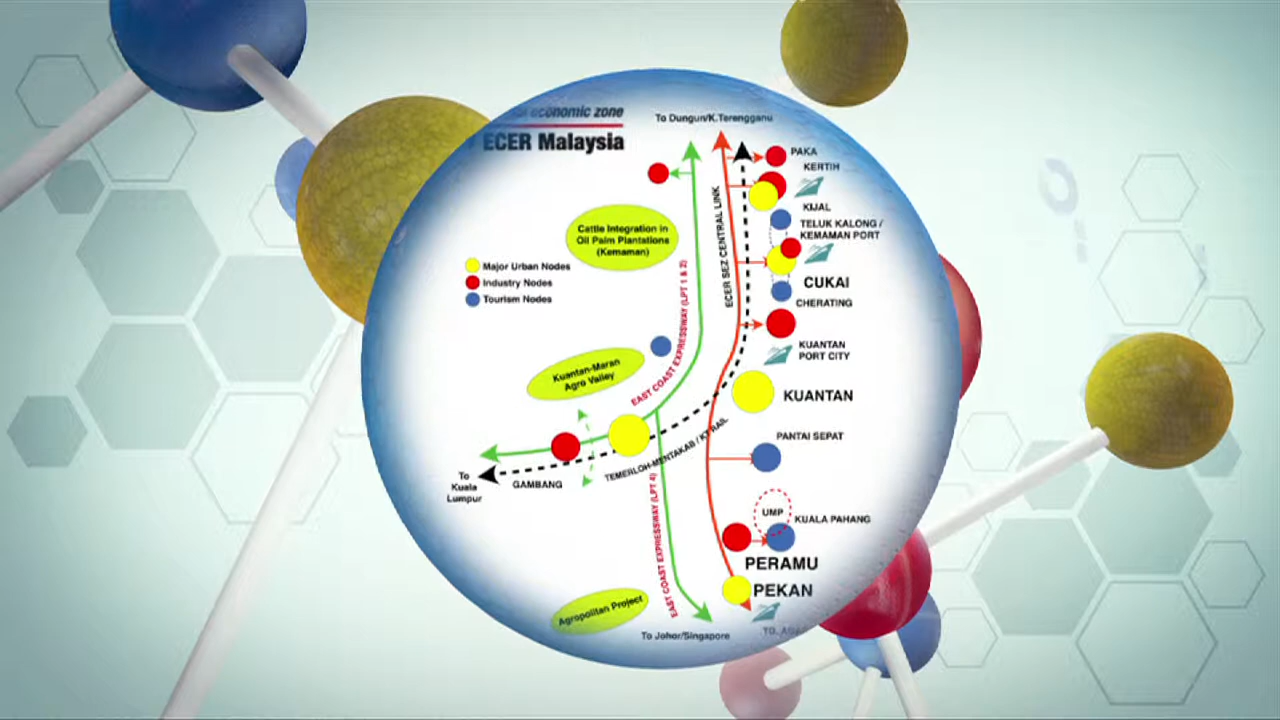 economic zone
ECER Malaysia
To Dungun/K.Terengganu
PAKA
KERTIH
KIJAL
TELUK KALONG /
KEMAMAN PORT
CUKAI
CHERATING
KUANTAN
PORT CITY
KUANTAN
PANTAI SEPAT
UMP
KUALA PAHANG
PERAMU
PEKAN
ECER SEZ CENTRAL LINK
Cattle Integration in
Oil Palm Plantations
(Kemaman)
Major Urban Nodes
Industry Nodes
Tourism Nodes
EAST COAST EXPRESSWAY (LPT 1 & 2)
Kuantan-Maran
Agro Valley
TEMERLOH-MENTAKAB / KT RAIL
To
Kuala
Lumpur
GAMBANG
EAST COAST EXPRESSWAY (LPT 4)
Agropolitan Project
To Johor/Singapore